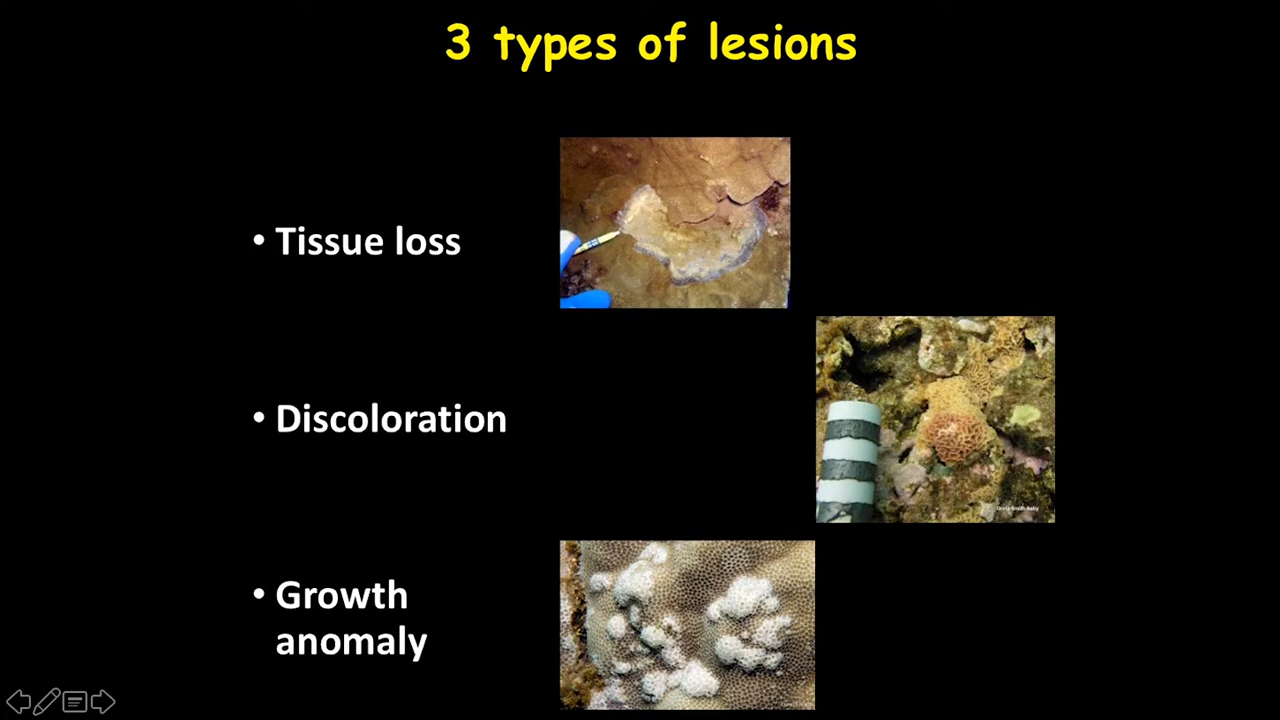 3 types of lesions
• Tissue loss
• Discoloration
• Growth
anomaly